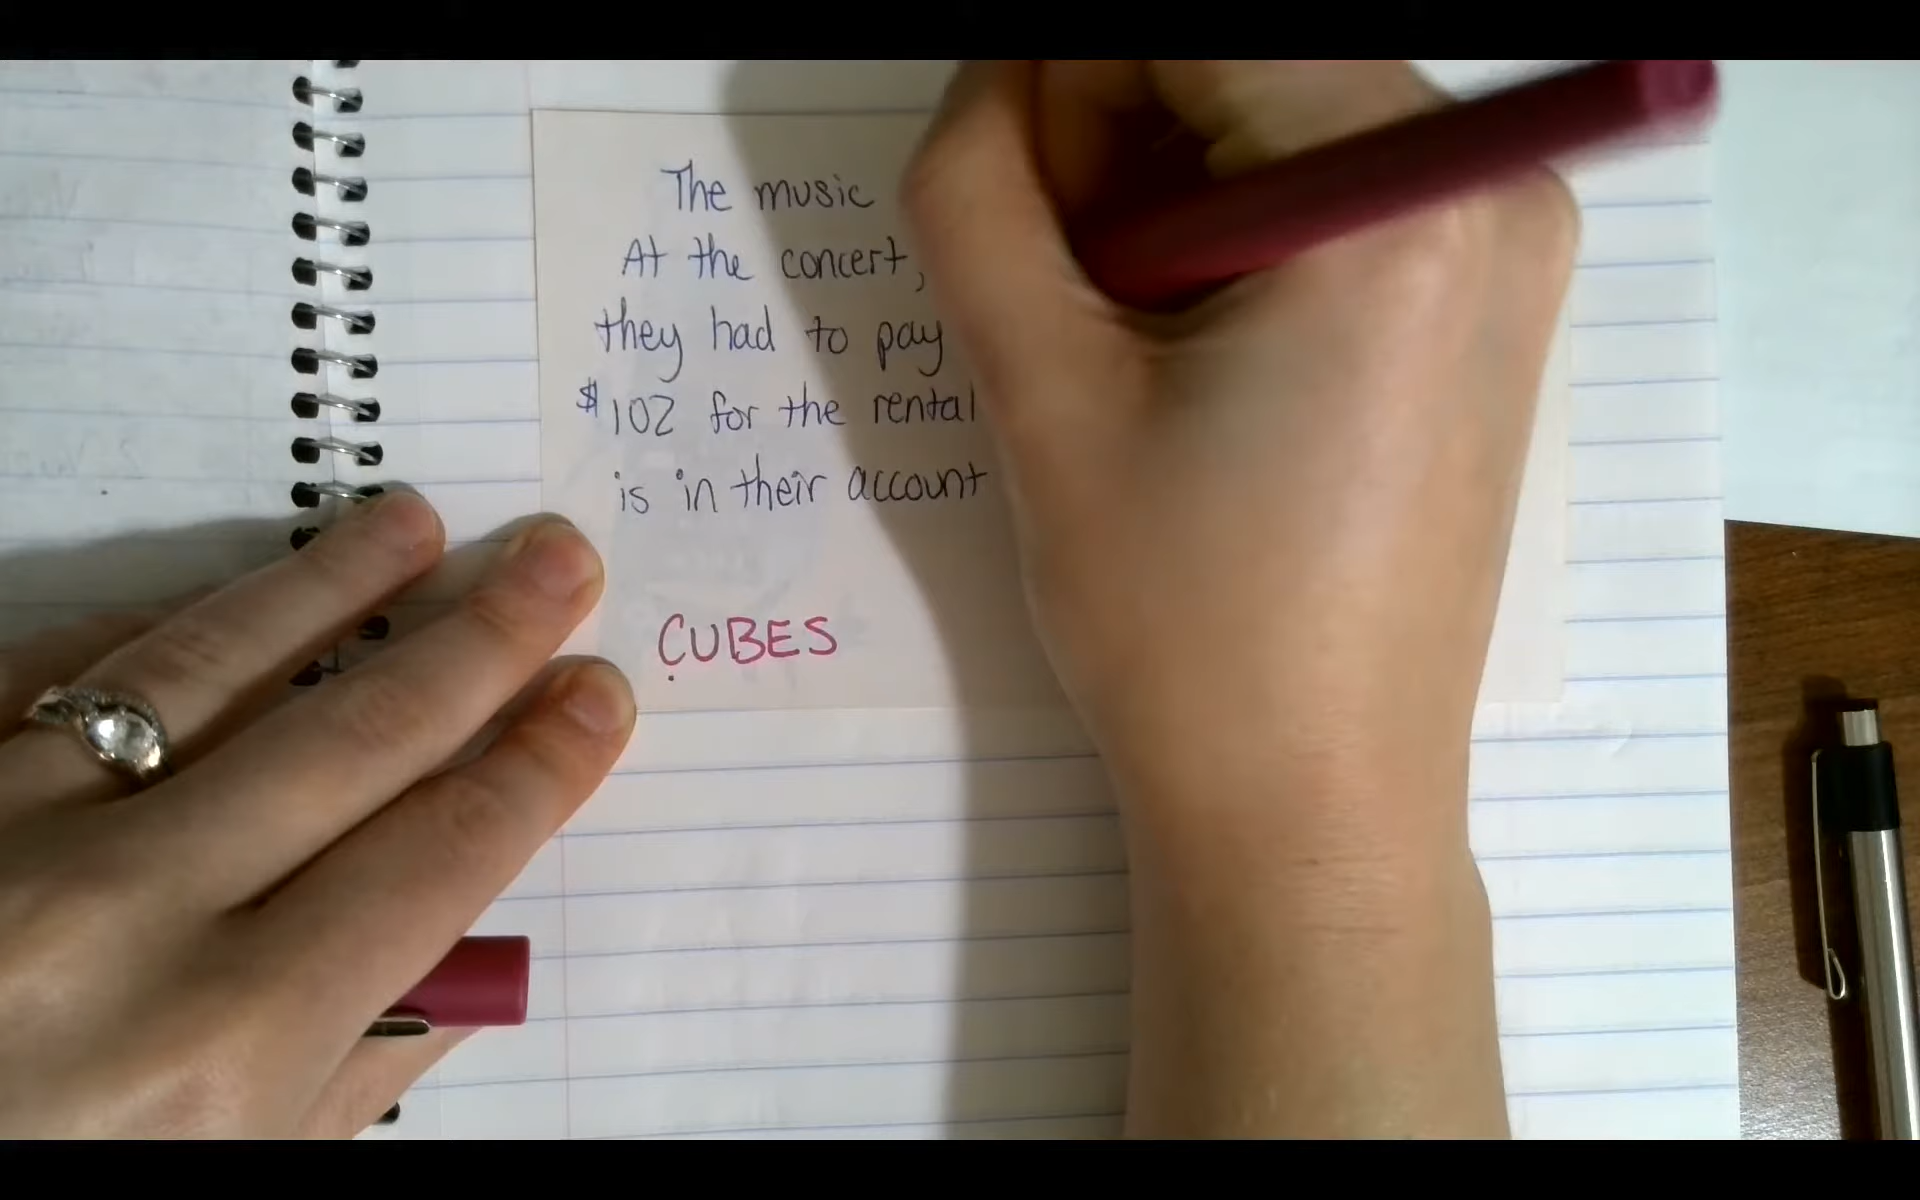 The music
At the concert,
they had to pay
$102 for the rental
is in their account
CUBES